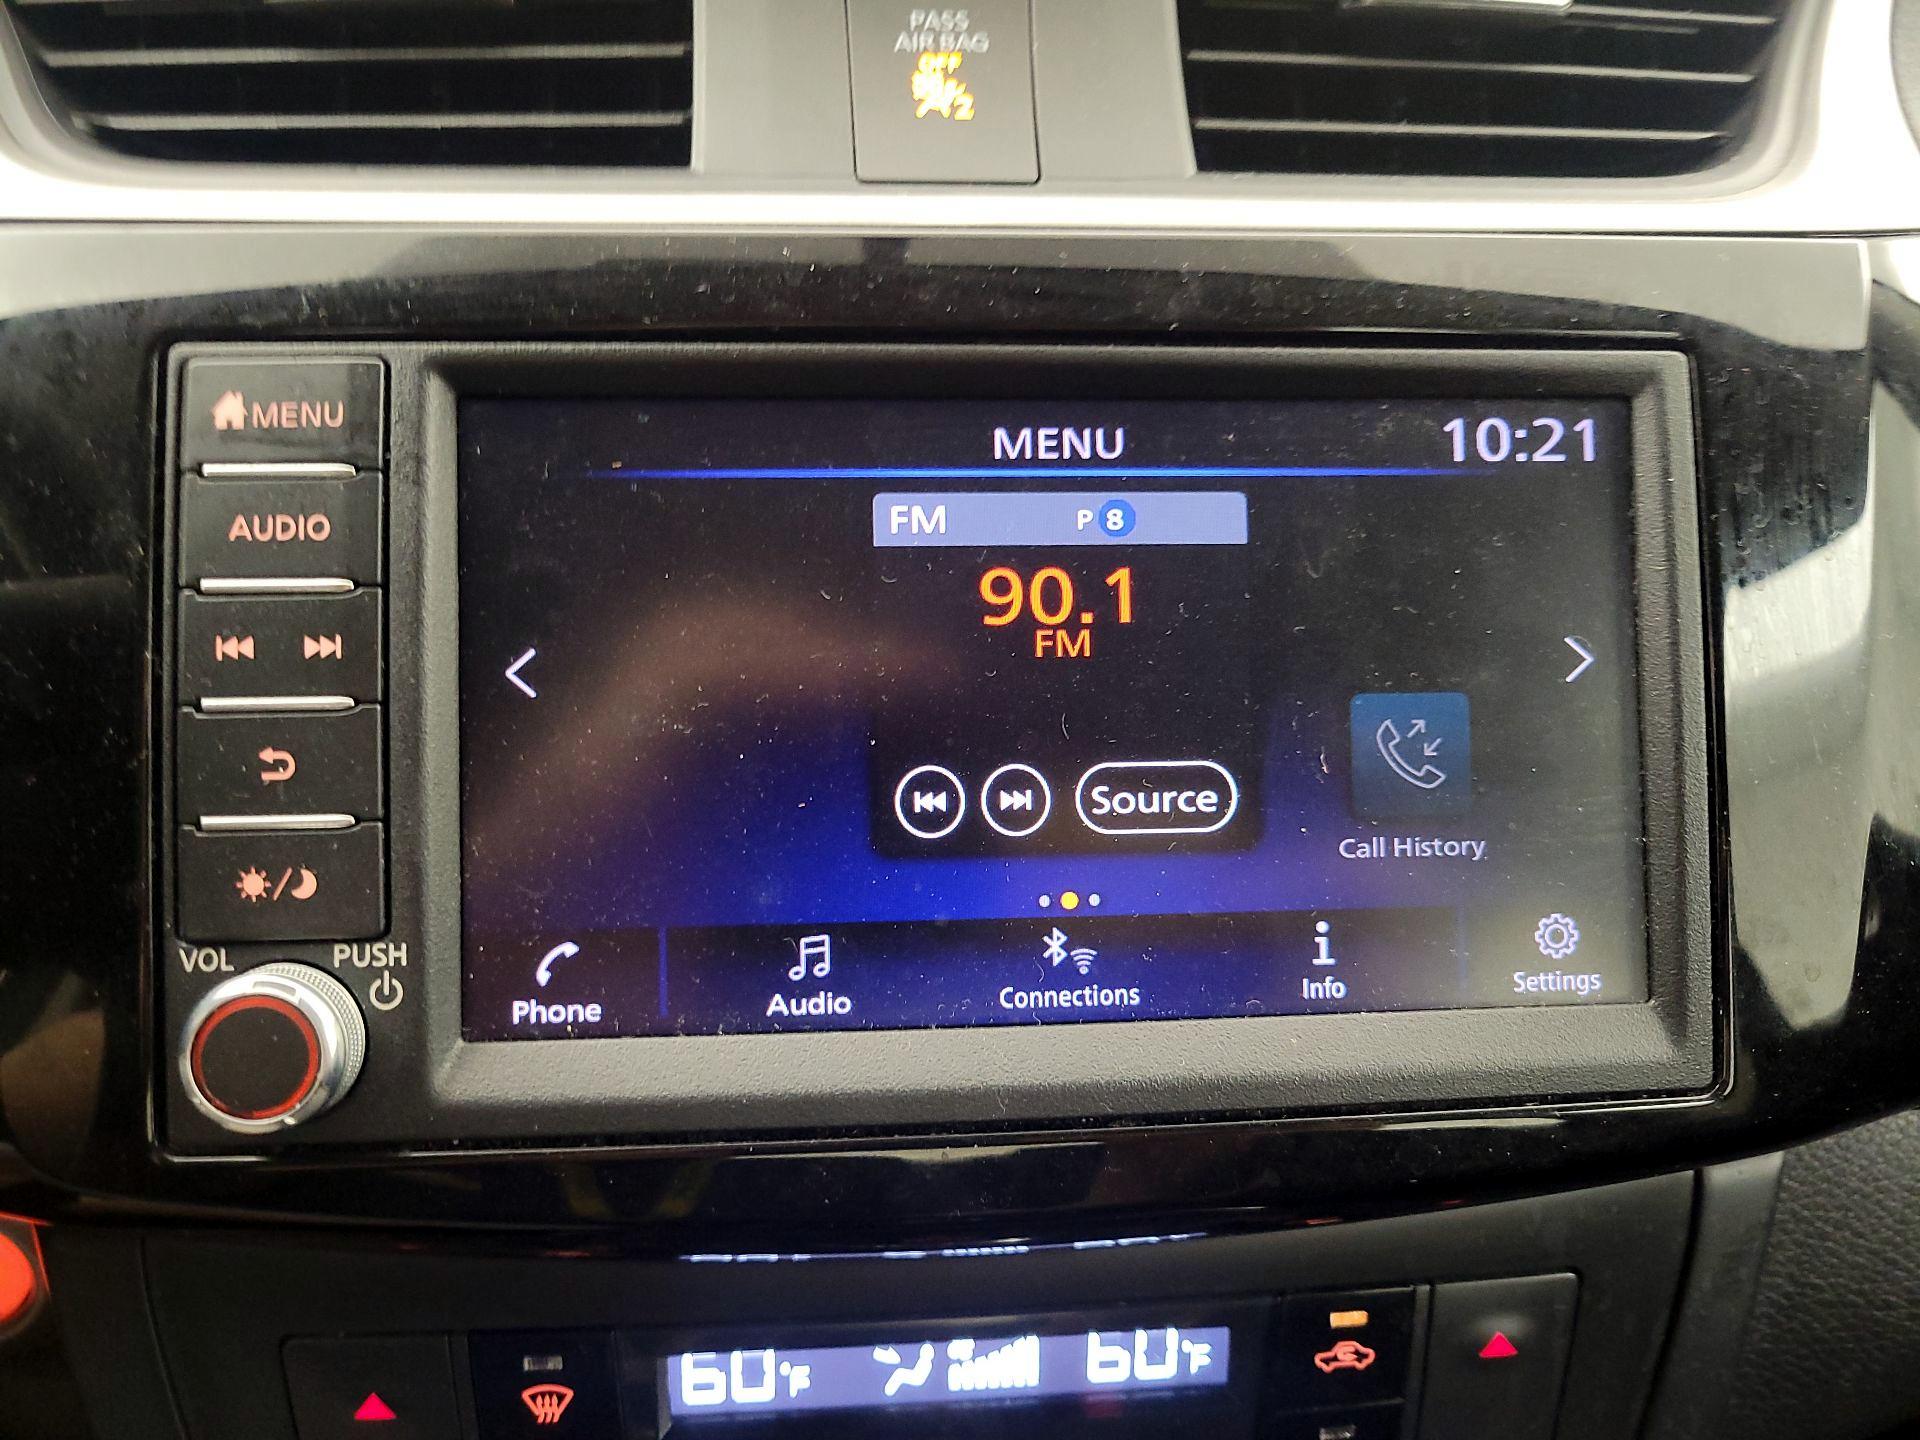 PASS
AIR BAG
OFF
MENU
AUDIO
VOL
PUSH
MENU
10:21
FM P 8
90.1
FM
Source
Call History
Phone
Audio
Connections
Info
Settings
60°F
60°F